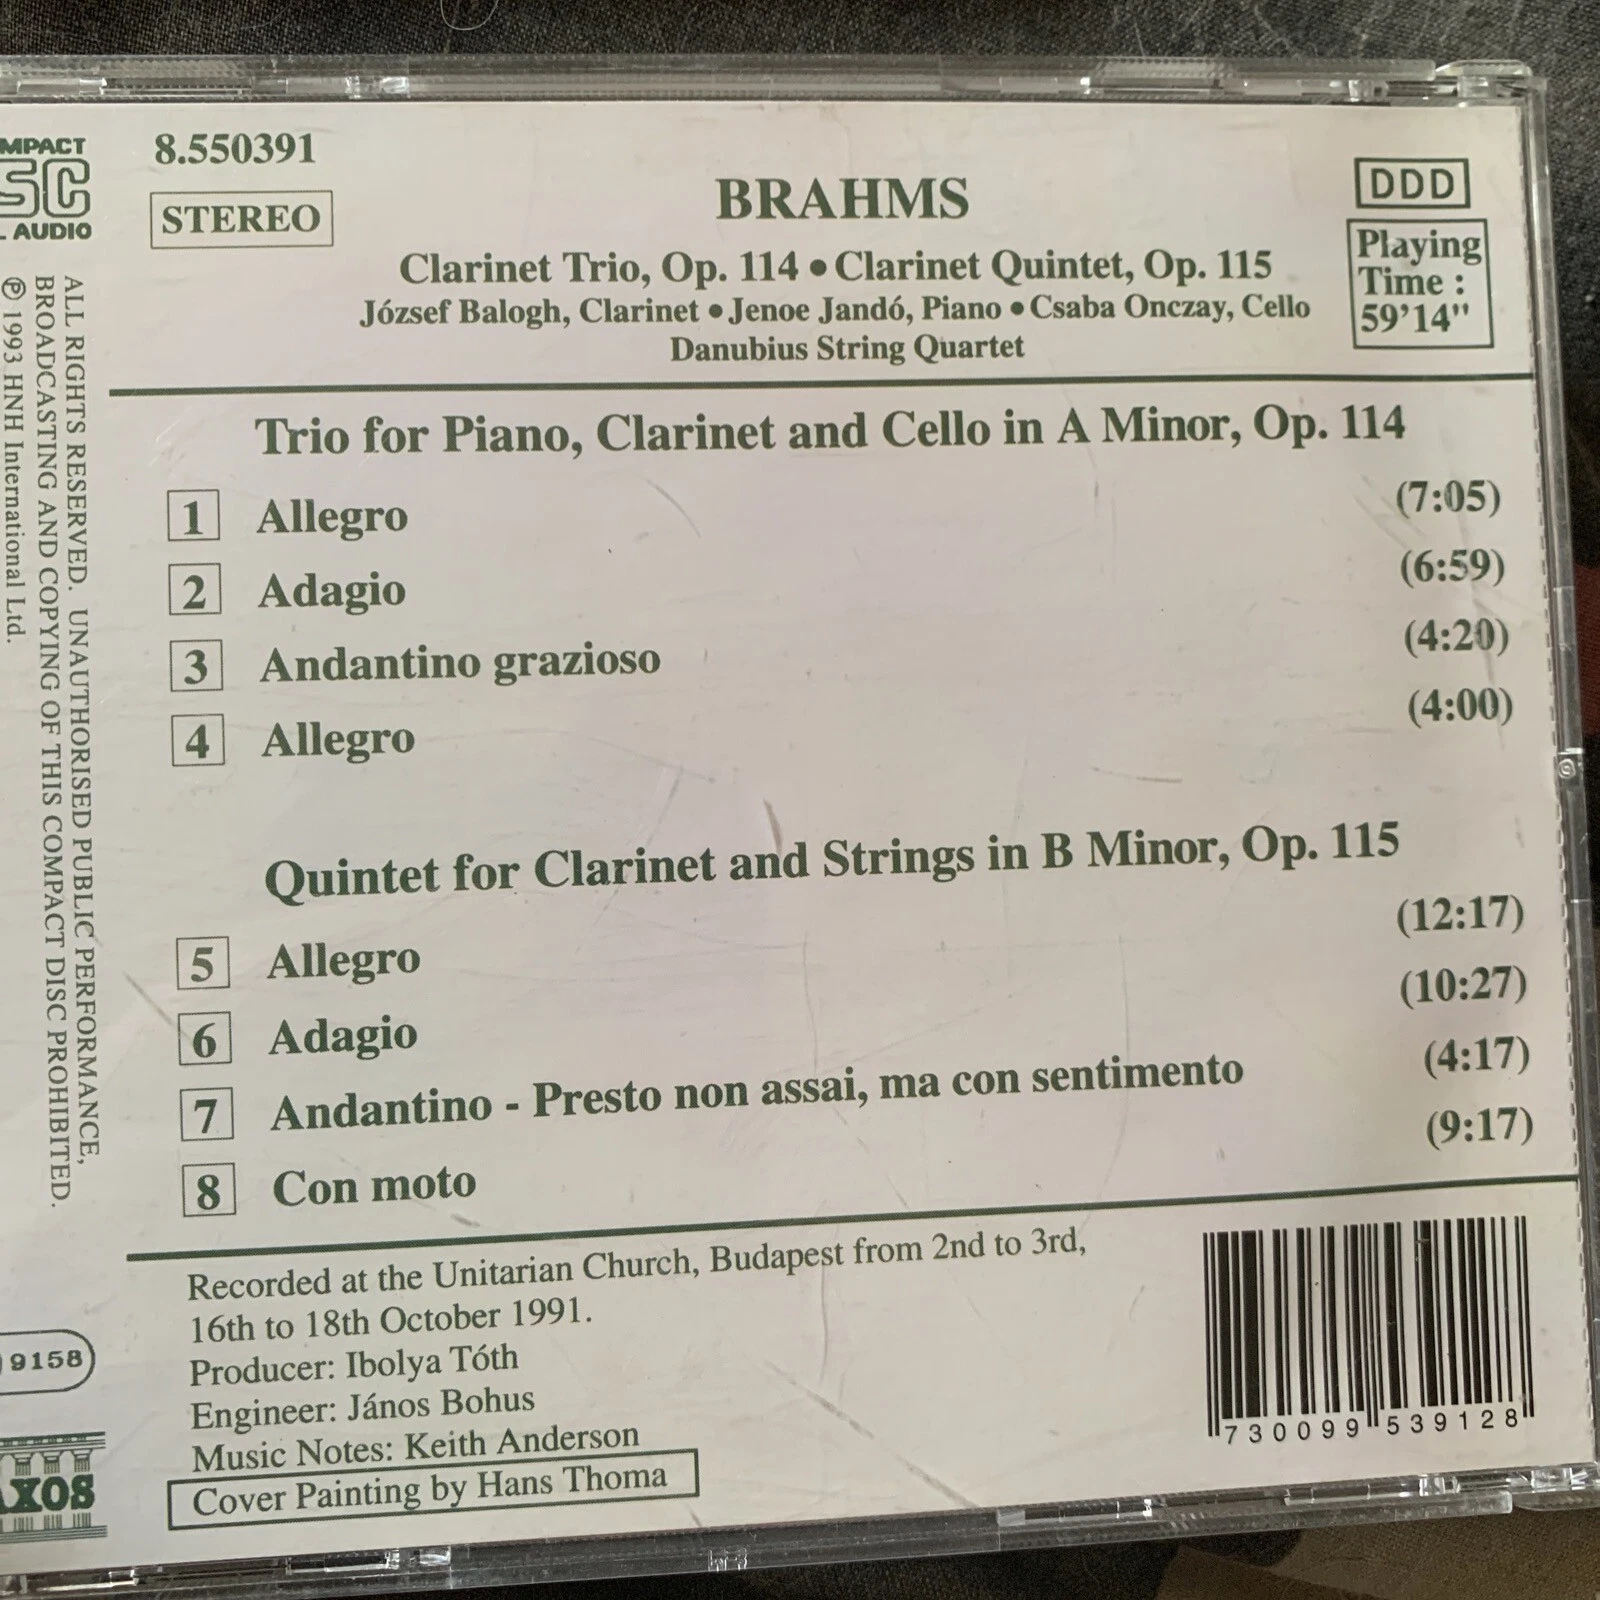 MPACT
AUDIO
8.550391
STEREO
BRAHMS
Clarinet Trio, Op. 114 • Clarinet Quintet, Op. 115
József Balogh, Clarinet • Jenoe Jandó, Piano • Csaba Onczay, Cello
Danubius String Quartet
DDD
Playing
Time :
59'14"
Trio for Piano, Clarinet and Cello in A Minor, Op. 114
1 Allegro (7:05)
2 Adagio (6:59)
3 Andantino grazioso (4:20)
4 Allegro (4:00)
Quintet for Clarinet and Strings in B Minor, Op. 115
5 Allegro (12:17)
6 Adagio (10:27)
7 Andantino - Presto non assai, ma con sentimento (4:17)
8 Con moto (9:17)
Recorded at the Unitarian Church, Budapest from 2nd to 3rd,
16th to 18th October 1991.
Producer: Ibolya Tóth
Engineer: János Bohus
Music Notes: Keith Anderson
Cover Painting by Hans Thoma
730099 539128
ALL RIGHTS RESERVED. UNAUTHORISED PUBLIC PERFORMANCE,
BROADCASTING AND COPYING OF THIS COMPACT DISC PROHIBITED.
℗ 1993 HNH International Ltd.
9158
AXOS